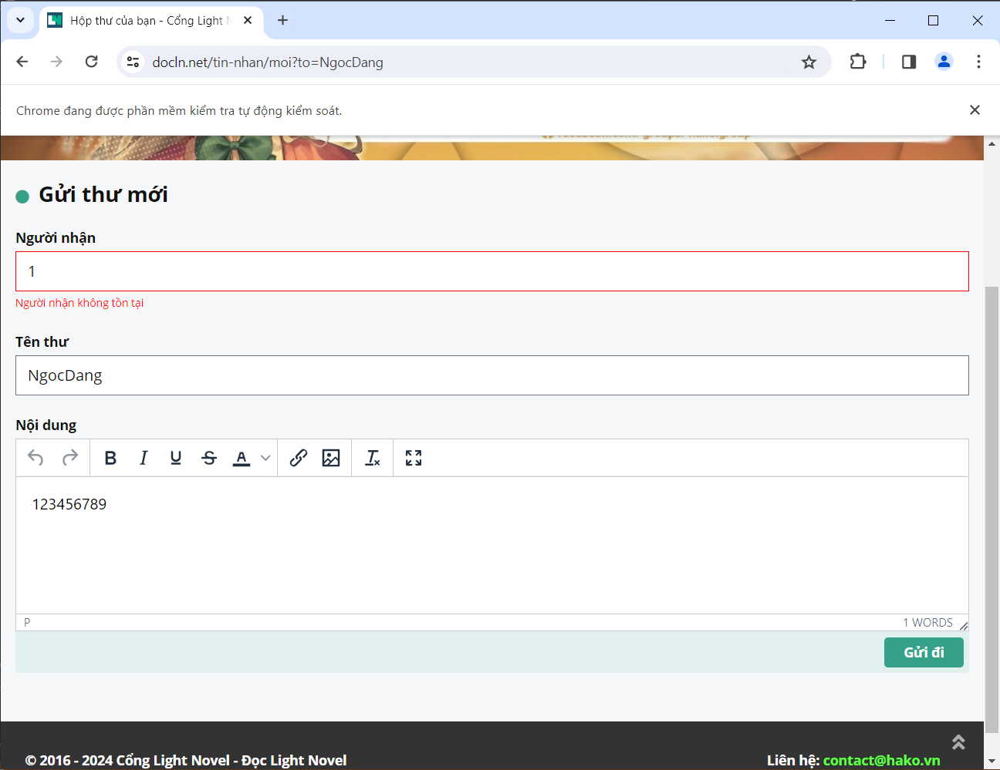 Hộp thư của bạn - Cổng Light N
docln.net/tin-nhan/moi?to=NgocDang
Chrome đang được phần mềm kiểm tra tự động kiểm soát.
Gửi thư mới
Người nhận
1
Người nhận không tồn tại
Tên thư
NgocDang
Nội dung
B I U S A
123456789
P
1 WORDS
Gửi đi
© 2016 - 2024 Cổng Light Novel - Đọc Light Novel
Liên hệ: contact@hako.vn